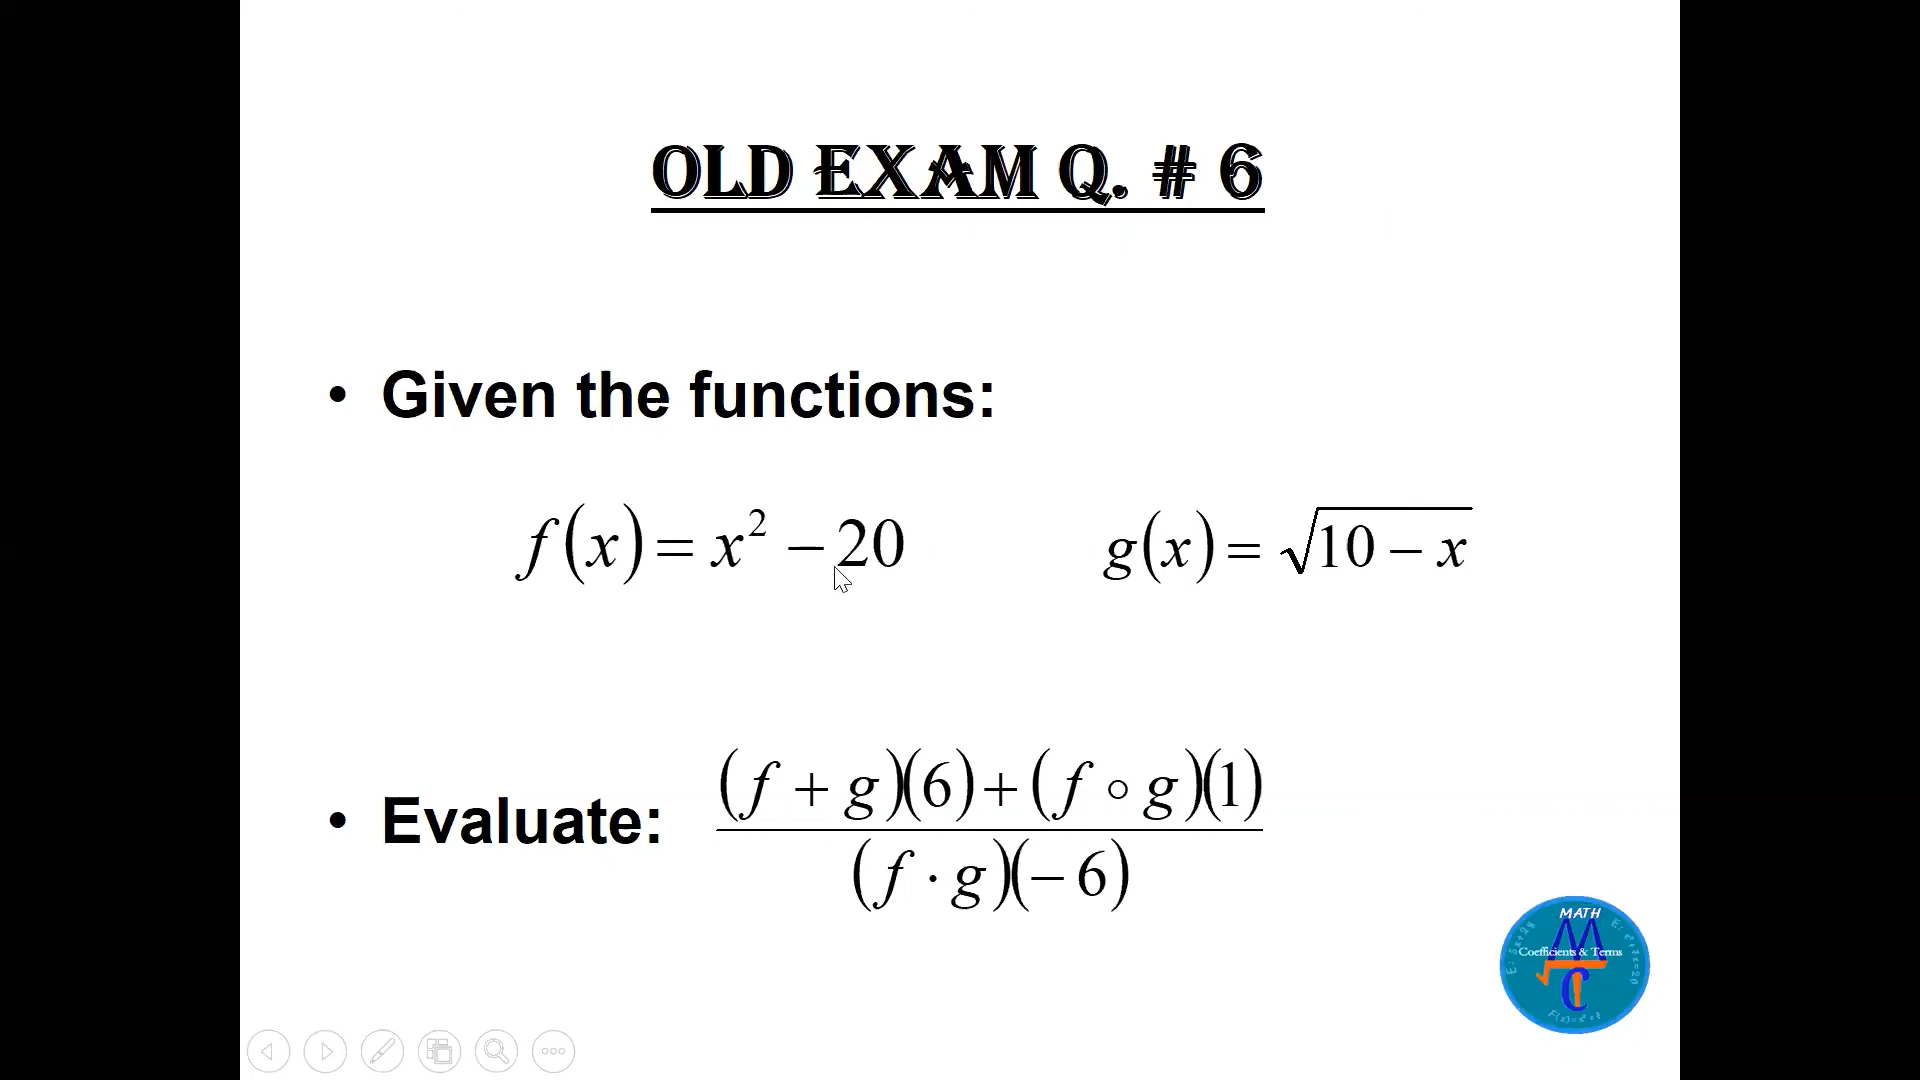 OLD EXAM Q. # 6
• Given the functions:
f(x) = x² − 20    g(x) = √(10 − x)
• Evaluate: ((f + g)(6) + (f ∘ g)(1)) / ((f · g)(− 6))
MATH
Coefficients & Terms